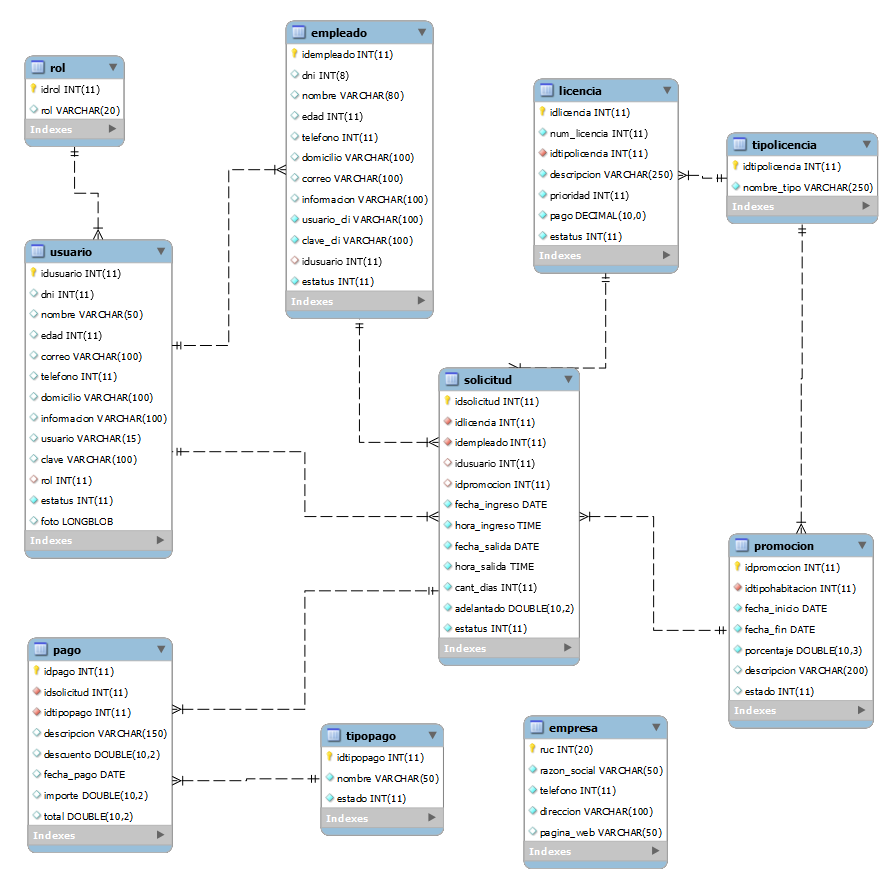 rol
idrol INT(11)
rol VARCHAR(20)
Indexes
empleado
idempleado INT(11)
dni INT(8)
nombre VARCHAR(80)
edad INT(11)
telefono INT(11)
domicilio VARCHAR(100)
correo VARCHAR(100)
informacion VARCHAR(100)
usuario_di VARCHAR(100)
clave_di VARCHAR(100)
idusuario INT(11)
estatus INT(11)
Indexes
licencia
idlicencia INT(11)
num_licencia INT(11)
idtipolicencia INT(11)
descripcion VARCHAR(250)
prioridad INT(11)
pago DECIMAL(10,0)
estatus INT(11)
Indexes
tipolicencia
idtipolicencia INT(11)
nombre_tipo VARCHAR(250)
Indexes
usuario
idusuario INT(11)
dni INT(11)
nombre VARCHAR(50)
edad INT(11)
correo VARCHAR(100)
telefono INT(11)
domicilio VARCHAR(100)
informacion VARCHAR(100)
usuario VARCHAR(15)
clave VARCHAR(100)
rol INT(11)
estatus INT(11)
foto LONGBLOB
Indexes
solicitud
idsolicitud INT(11)
idlicencia INT(11)
idempleado INT(11)
idusuario INT(11)
idpromocion INT(11)
fecha_ingreso DATE
hora_ingreso TIME
fecha_salida DATE
hora_salida TIME
cant_dias INT(11)
adelantado DOUBLE(10,2)
estatus INT(11)
Indexes
promocion
idpromocion INT(11)
idtipohabitacion INT(11)
fecha_inicio DATE
fecha_fin DATE
porcentaje DOUBLE(10,3)
descripcion VARCHAR(200)
estado INT(11)
Indexes
pago
idpago INT(11)
idsolicitud INT(11)
idtipopago INT(11)
descripcion VARCHAR(150)
descuento DOUBLE(10,2)
fecha_pago DATE
importe DOUBLE(10,2)
total DOUBLE(10,2)
Indexes
tipopago
idtipopago INT(11)
nombre VARCHAR(50)
estado INT(11)
Indexes
empresa
ruc INT(20)
razon_social VARCHAR(50)
telefono INT(11)
direccion VARCHAR(100)
pagina_web VARCHAR(50)
Indexes